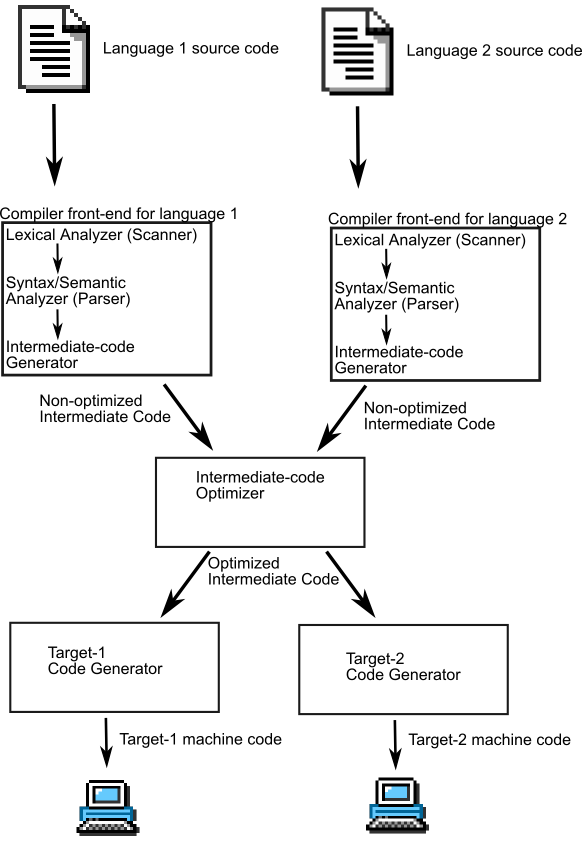 Language 1 source code
Language 2 source code
Compiler front-end for language 1
Lexical Analyzer (Scanner)
Syntax/Semantic
Analyzer (Parser)
Intermediate-code
Generator
Compiler front-end for language 2
Lexical Analyzer (Scanner)
Syntax/Semantic
Analyzer (Parser)
Intermediate-code
Generator
Non-optimized
Intermediate Code
Non-optimized
Intermediate Code
Intermediate-code
Optimizer
Optimized
Intermediate Code
Target-1
Code Generator
Target-2
Code Generator
Target-1 machine code
Target-2 machine code